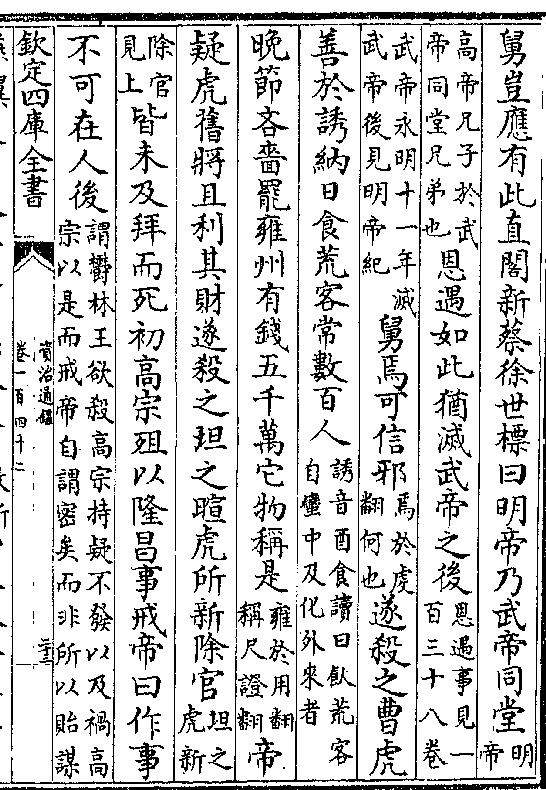 舅豈應有此直閤新蔡徐世標曰明帝乃武帝同堂明帝
高帝兄子於武帝同堂兄弟也恩遇如此猶滅武帝之後恩遇事見一百三十八卷
武帝永明十一年滅武帝後見明帝紀舅焉可信邪焉於虔翻何也遂殺之曹虎
善於誘納日食荒客常數百人誘音酉食讀曰飤荒客自蠻中及化外來者
晚節吝嗇罷雍州有錢五千萬它物稱是雍於用翻稱尺證翻帝
疑虎舊將且利其財遂殺之坦之暄虎所新除官坦之虎新
除官見上皆未及拜而死初高宗殂以隆昌事戒帝曰作事
不可在人後謂鬱林王欲殺高宗持疑不發以及禍高宗以是而戒帝自謂密矣而非所以貽謀
欽定四庫全書
資治通鑑
卷一百四十二
二十三